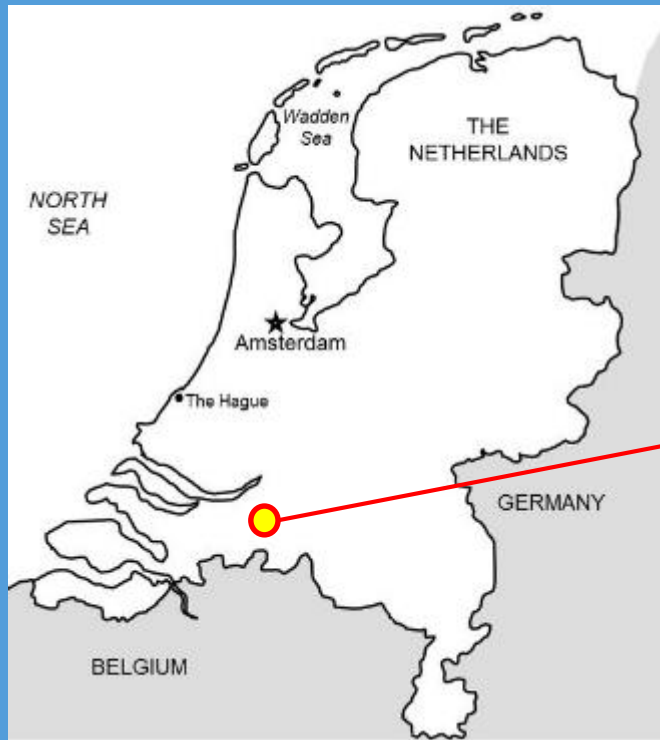 Wadden
Sea
THE
NETHERLANDS
NORTH
SEA
Amsterdam
The Hague
GERMANY
BELGIUM